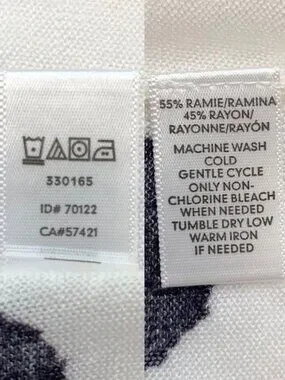 330165
ID# 70122
CA#57421
55% RAMIE/RAMINA
45% RAYON/
RAYONNE/RAYÓN
MACHINE WASH
COLD
GENTLE CYCLE
ONLY NON-
CHLORINE BLEACH
WHEN NEEDED
TUMBLE DRY LOW
WARM IRON
IF NEEDED